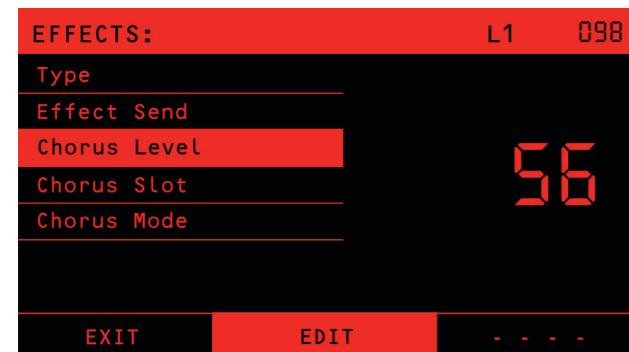 EFFECTS: L1 098
Type
Effect Send
Chorus Level
56
Chorus Slot
Chorus Mode
EXIT EDIT - - - -